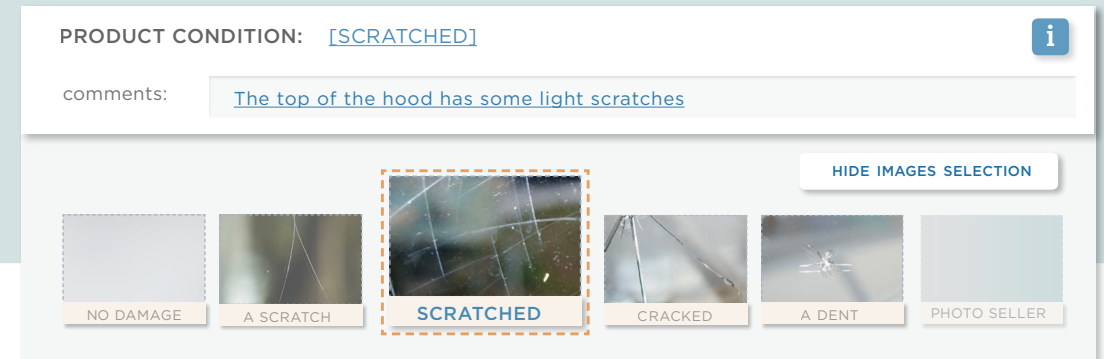 PRODUCT CONDITION: [SCRATCHED]
i
comments: The top of the hood has some light scratches
HIDE IMAGES SELECTION
NO DAMAGE
A SCRATCH
SCRATCHED
CRACKED
A DENT
PHOTO SELLER